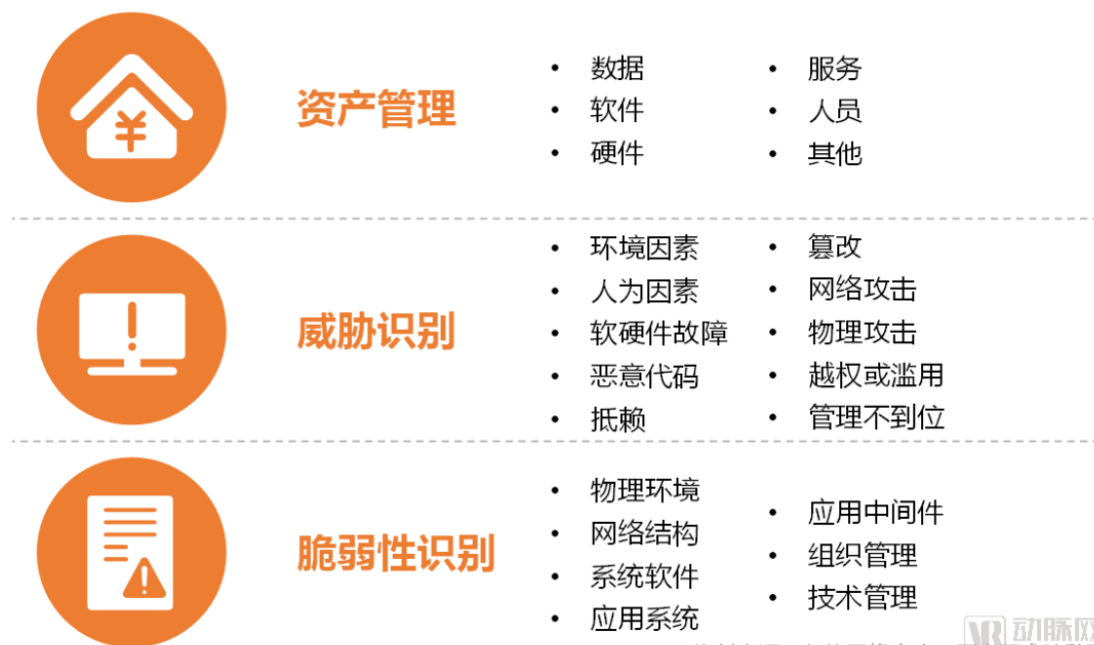 资产管理
• 数据
• 软件
• 硬件
• 服务
• 人员
• 其他
威胁识别
• 环境因素
• 人为因素
• 软硬件故障
• 恶意代码
• 抵赖
• 篡改
• 网络攻击
• 物理攻击
• 越权或滥用
• 管理不到位
脆弱性识别
• 物理环境
• 网络结构
• 系统软件
• 应用系统
• 应用中间件
• 组织管理
• 技术管理
动脉网